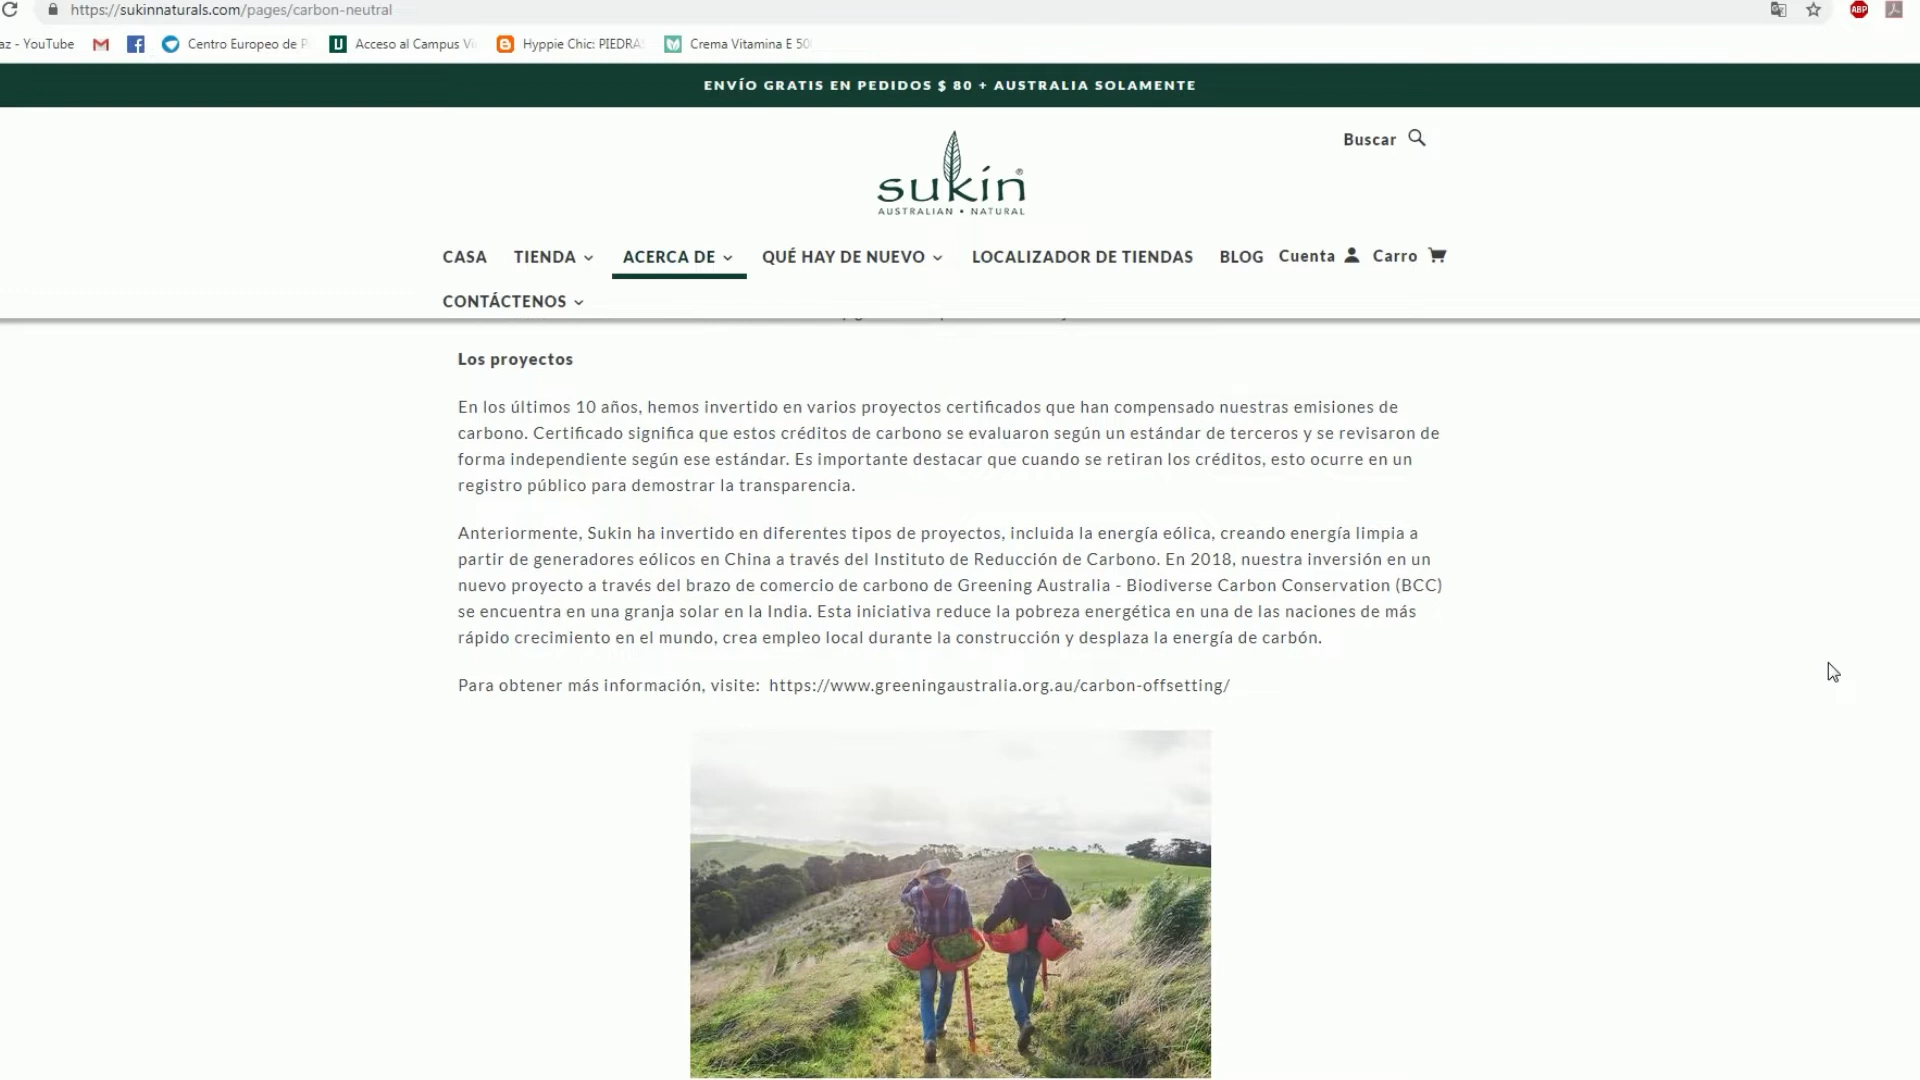 https://sukinnaturals.com/pages/carbon-neutral
ABP
az - YouTube
Centro Europeo de P
Acceso al Campus Vi
Hyppie Chic: PIEDRA
Crema Vitamina E 50
ENVÍO GRATIS EN PEDIDOS $ 80 + AUSTRALIA SOLAMENTE
Buscar
sukin®
AUSTRALIAN • NATURAL
CASA TIENDA ACERCA DE QUÉ HAY DE NUEVO LOCALIZADOR DE TIENDAS BLOG Cuenta Carro
CONTÁCTENOS
Los proyectos
En los últimos 10 años, hemos invertido en varios proyectos certificados que han compensado nuestras emisiones de
carbono. Certificado significa que estos créditos de carbono se evaluaron según un estándar de terceros y se revisaron de
forma independiente según ese estándar. Es importante destacar que cuando se retiran los créditos, esto ocurre en un
registro público para demostrar la transparencia.
Anteriormente, Sukin ha invertido en diferentes tipos de proyectos, incluida la energía eólica, creando energía limpia a
partir de generadores eólicos en China a través del Instituto de Reducción de Carbono. En 2018, nuestra inversión en un
nuevo proyecto a través del brazo de comercio de carbono de Greening Australia - Biodiverse Carbon Conservation (BCC)
se encuentra en una granja solar en la India. Esta iniciativa reduce la pobreza energética en una de las naciones de más
rápido crecimiento en el mundo, crea empleo local durante la construcción y desplaza la energía de carbón.
Para obtener más información, visite: https://www.greeningaustralia.org.au/carbon-offsetting/